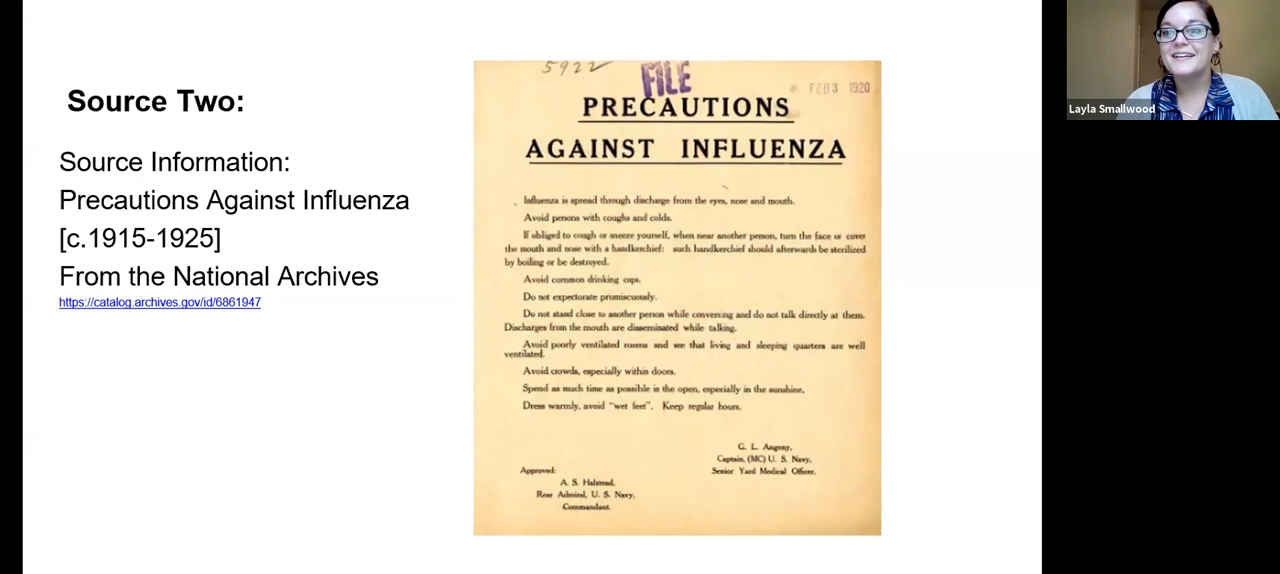 Source Two:
Source Information:
Precautions Against Influenza
[c.1915-1925]
From the National Archives
https://catalog.archives.gov/id/6861947
5922
FILE
FEB 3 1920
PRECAUTIONS
AGAINST INFLUENZA
Influenza is spread through discharge from the eyes, nose and mouth.
Avoid persons with coughs and colds.
If obliged to cough or sneeze yourself, when near another person, turn the face or cover
the mouth and nose with a handkerchief: such handkerchief should afterwards be sterilized
by boiling or be destroyed.
Avoid common drinking cups.
Do not expectorate promiscuously.
Do not stand close to another person while conversing and do not talk directly at them.
Discharges from the mouth are disseminated while talking.
Avoid poorly ventilated rooms and see that living and sleeping quarters are well
ventilated.
Avoid crowds, especially within doors.
Spend as much time as possible in the open, especially in the sunshine.
Dress warmly, avoid "wet feet". Keep regular hours.
G. L. Angeny,
Captain, (MC) U. S. Navy,
Senior Yard Medical Officer.
Approved:
A. S. Halstead,
Rear Admiral, U. S. Navy,
Commandant.
Layla Smallwood